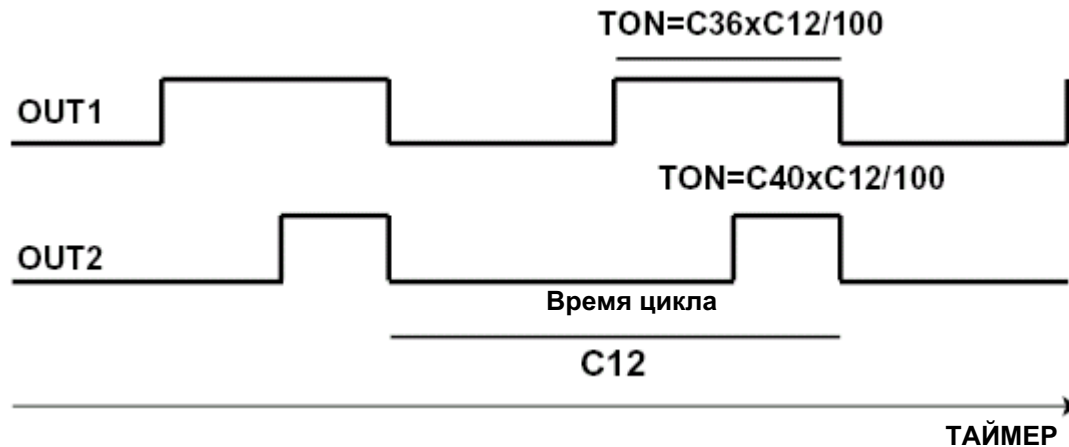 TON=C36xC12/100
OUT1
TON=C40xC12/100
OUT2
Время цикла
C12
ТАЙМЕР